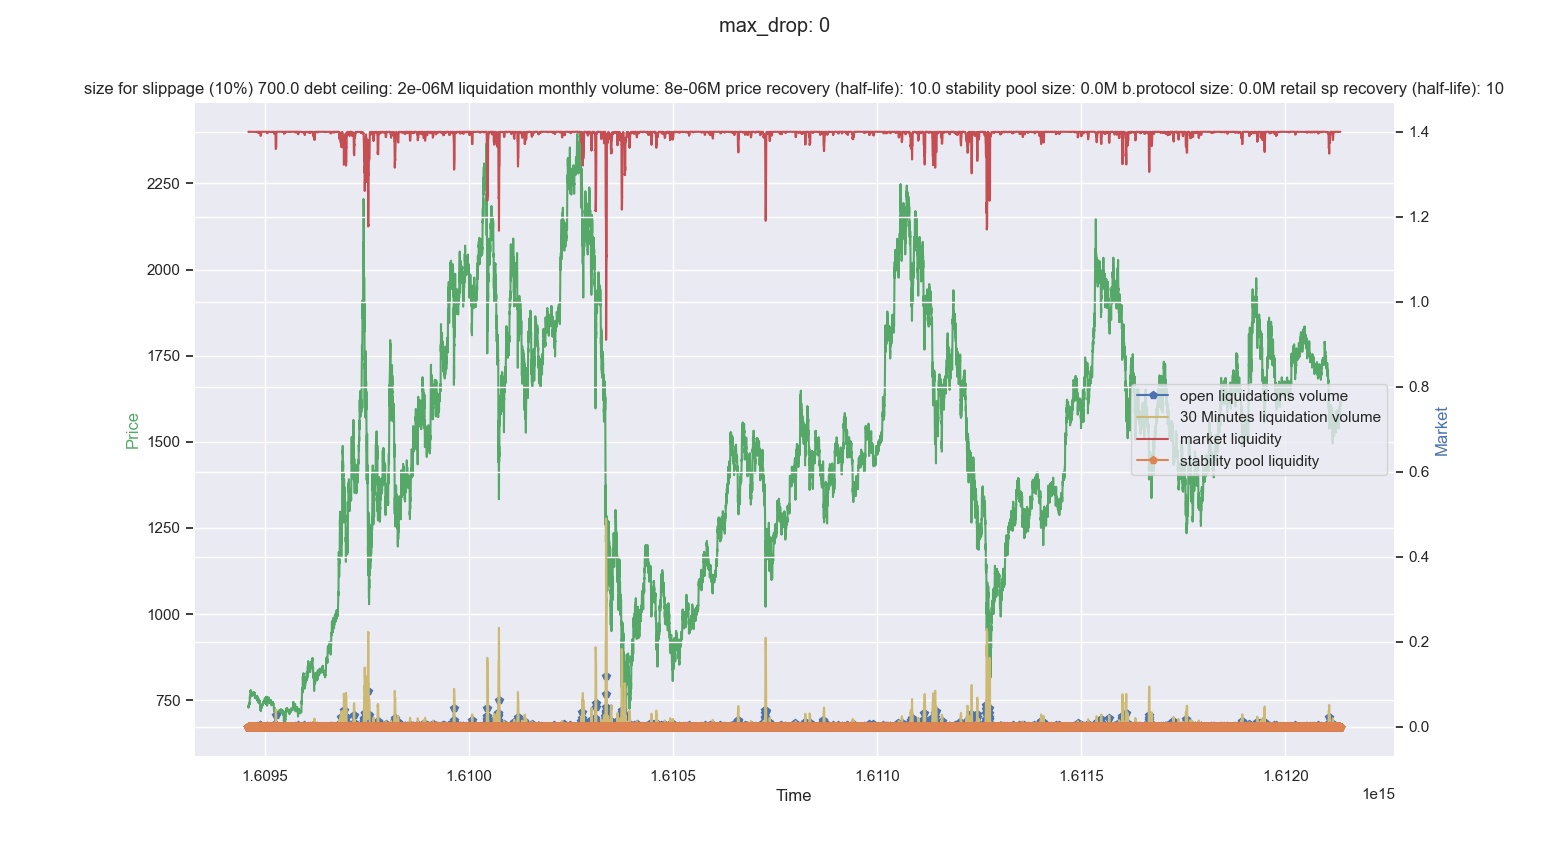 max_drop: 0
size for slippage (10%) 700.0 debt ceiling: 2e-06M liquidation monthly volume: 8e-06M price recovery (half-life): 10.0 stability pool size: 0.0M b.protocol size: 0.0M retail sp recovery (half-life): 10
2250
2000
1750
1500
1250
1000
750
Price
1.4
1.2
1.0
0.8
0.6
0.4
0.2
0.0
Market
open liquidations volume
30 Minutes liquidation volume
market liquidity
stability pool liquidity
1.6095 1.6100 1.6105 1.6110 1.6115 1.6120
1e15
Time